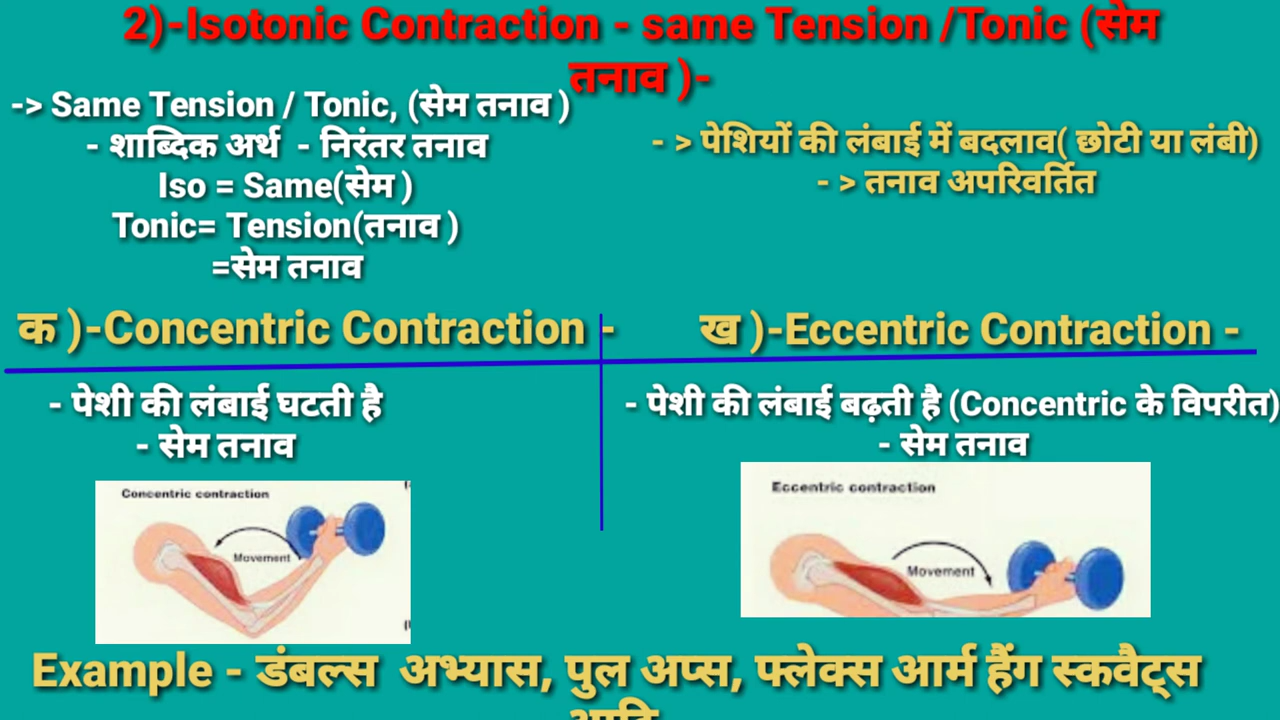 2)-Isotonic Contraction - same Tension /Tonic (सेम
तनाव )-
-> Same Tension / Tonic, (सेम तनाव )
- शाब्दिक अर्थ - निरंतर तनाव
Iso = Same(सेम )
Tonic= Tension(तनाव )
=सेम तनाव
- > पेशियों की लंबाई में बदलाव( छोटी या लंबी)
- > तनाव अपरिवर्तित
क )-Concentric Contraction -
- पेशी की लंबाई घटती है
- सेम तनाव
Concentric contraction
Movement
ख )-Eccentric Contraction -
- पेशी की लंबाई बढ़ती है (Concentric के विपरीत)
- सेम तनाव
Eccentric contraction
Movement
Example - डंबल्स अभ्यास, पुल अप्स, फ्लेक्स आर्म हैंग स्कवैट्स